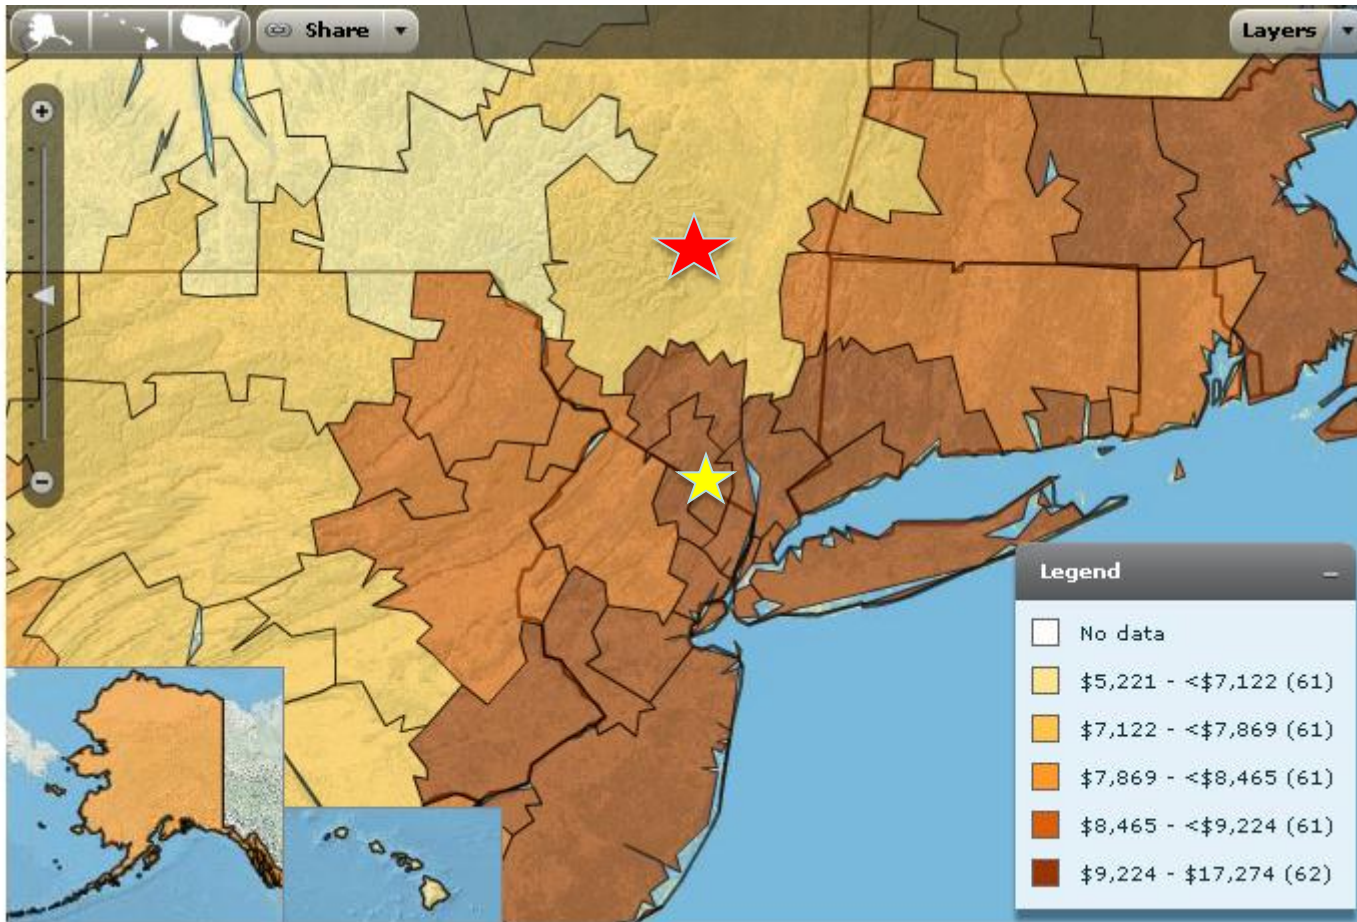 Share
Layers
Legend
No data
$5,221 - <$7,122 (61)
$7,122 - <$7,869 (61)
$7,869 - <$8,465 (61)
$8,465 - <$9,224 (61)
$9,224 - $17,274 (62)